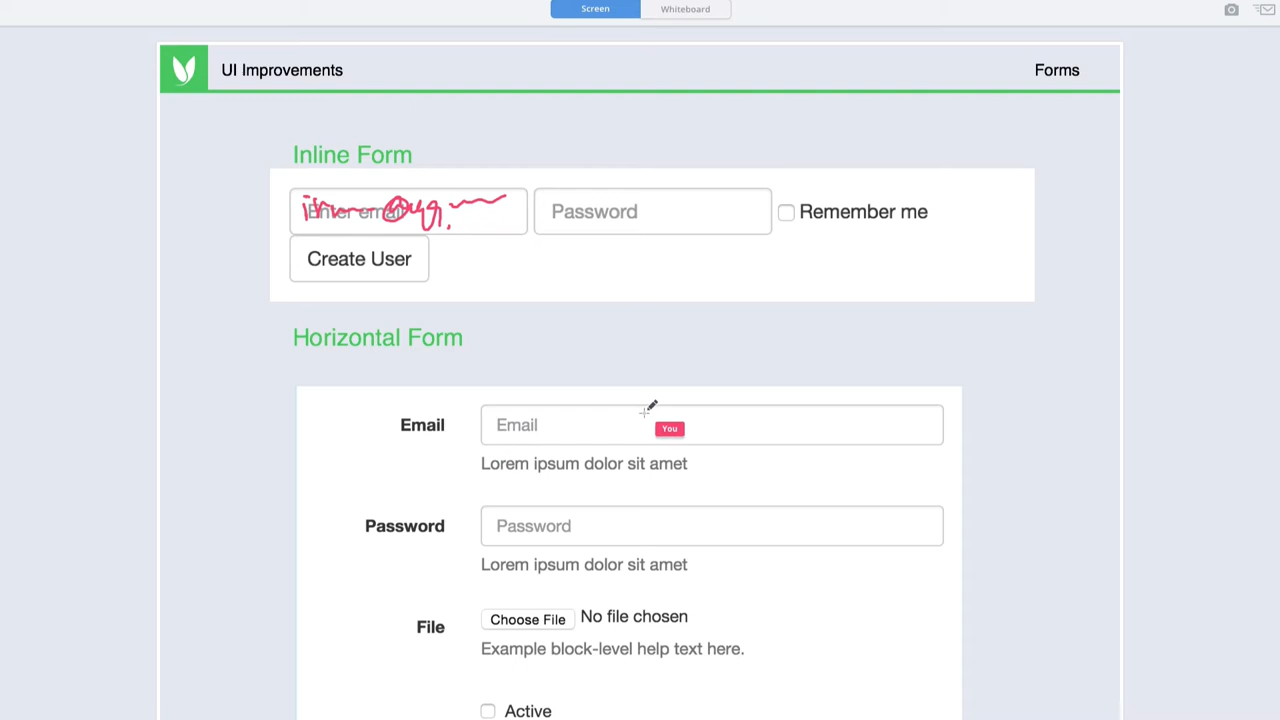 Screen Whiteboard
UI Improvements Forms
Inline Form
Enter email Password Remember me
Create User
Horizontal Form
Email Email
You
Lorem ipsum dolor sit amet
Password Password
Lorem ipsum dolor sit amet
File Choose File No file chosen
Example block-level help text here.
Active